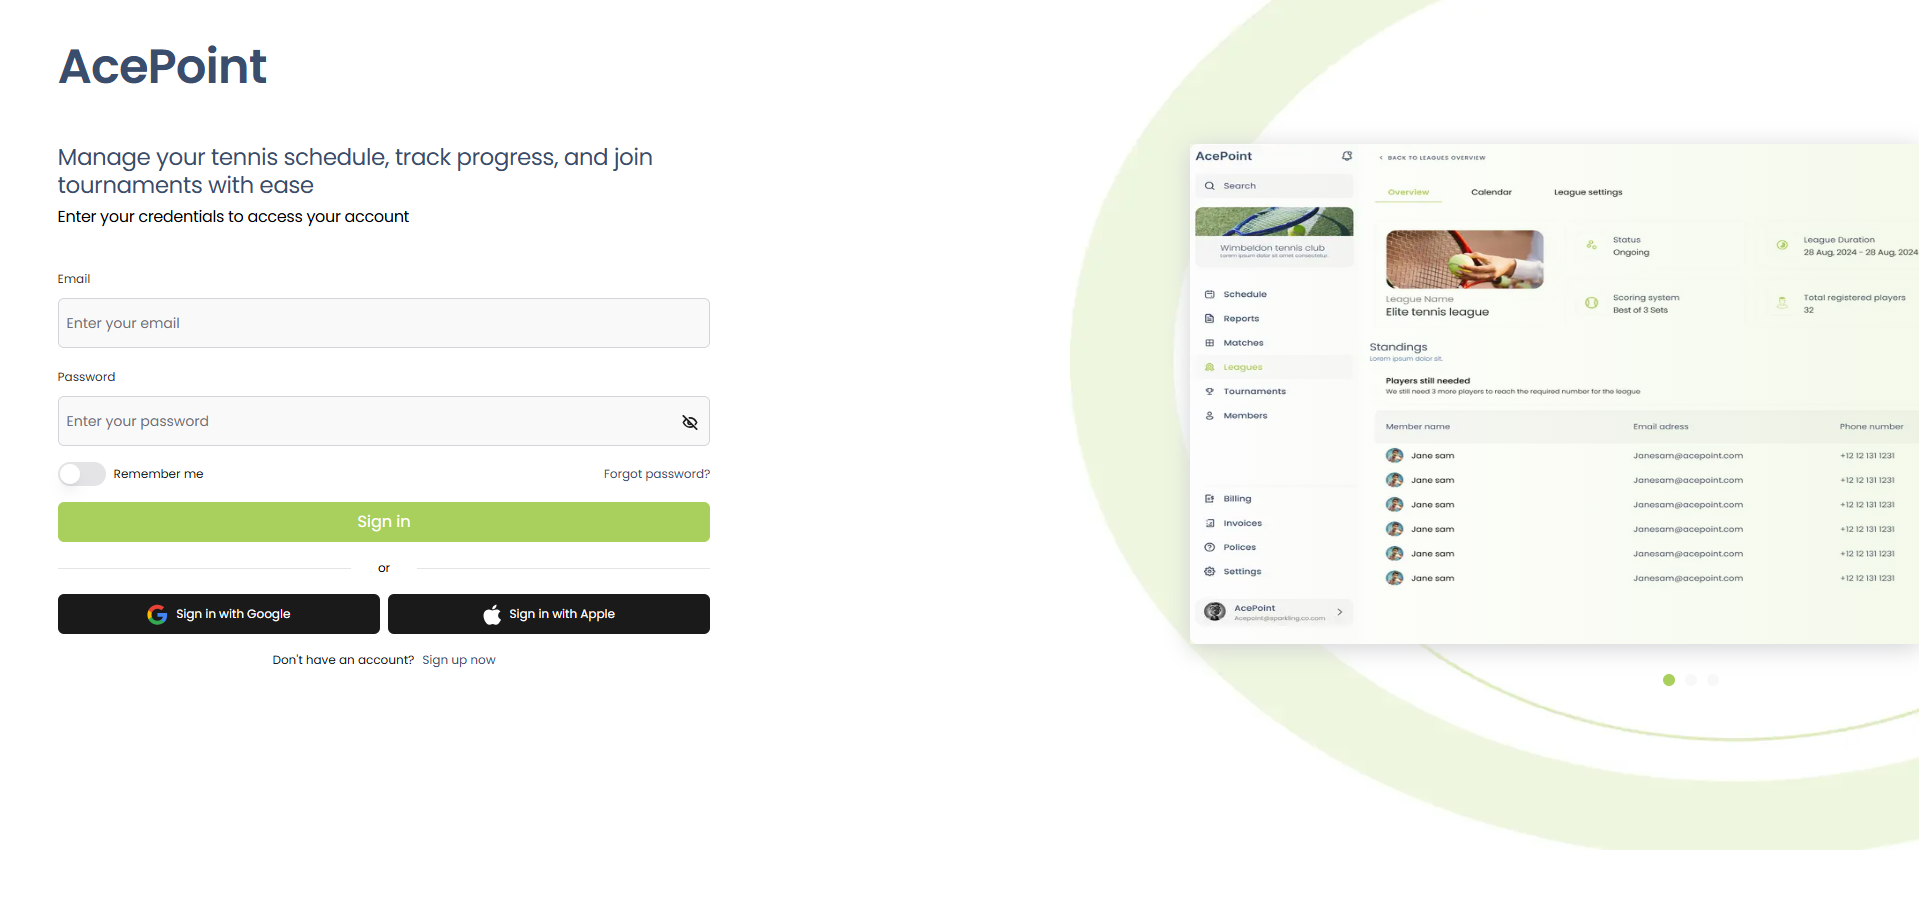 AcePoint
Manage your tennis schedule, track progress, and join
tournaments with ease
Enter your credentials to access your account
Email
Enter your email
Password
Enter your password
Remember me
Forgot password?
Sign in
or
Sign in with Google
Sign in with Apple
Don't have an account? Sign up now
AcePoint
Search
Wimbeldon tennis club
Lorem ipsum dolor sit amet consectetur.
Schedule
Reports
Matches
Leagues
Tournaments
Members
Billing
Invoices
Polices
Settings
AcePoint
Acepoint@sparkling.co.com
BACK TO LEAGUES OVERVIEW
Overview Calendar League settings
League Name
Elite tennis league
Status
Ongoing
League Duration
28 Aug, 2024 - 28 Aug, 2024
Scoring system
Best of 3 Sets
Total registered players
32
Standings
Lorem ipsum dolor sit.
Players still needed
We still need 3 more players to reach the required number for the league
Member name Email adress Phone number
Jane sam Janesam@acepoint.com +12 12 131 1231
Jane sam Janesam@acepoint.com +12 12 131 1231
Jane sam Janesam@acepoint.com +12 12 131 1231
Jane sam Janesam@acepoint.com +12 12 131 1231
Jane sam Janesam@acepoint.com +12 12 131 1231
Jane sam Janesam@acepoint.com +12 12 131 1231